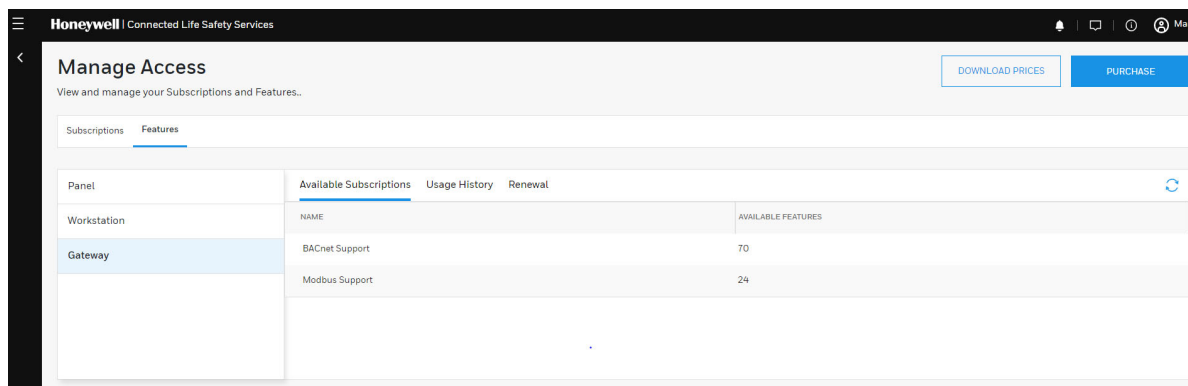 Honeywell | Connected Life Safety Services
Ma
Manage Access
DOWNLOAD PRICES
PURCHASE
View and manage your Subscriptions and Features..
Subscriptions Features
Panel
Workstation
Gateway
Available Subscriptions Usage History Renewal
NAME AVAILABLE FEATURES
BACnet Support 70
Modbus Support 24